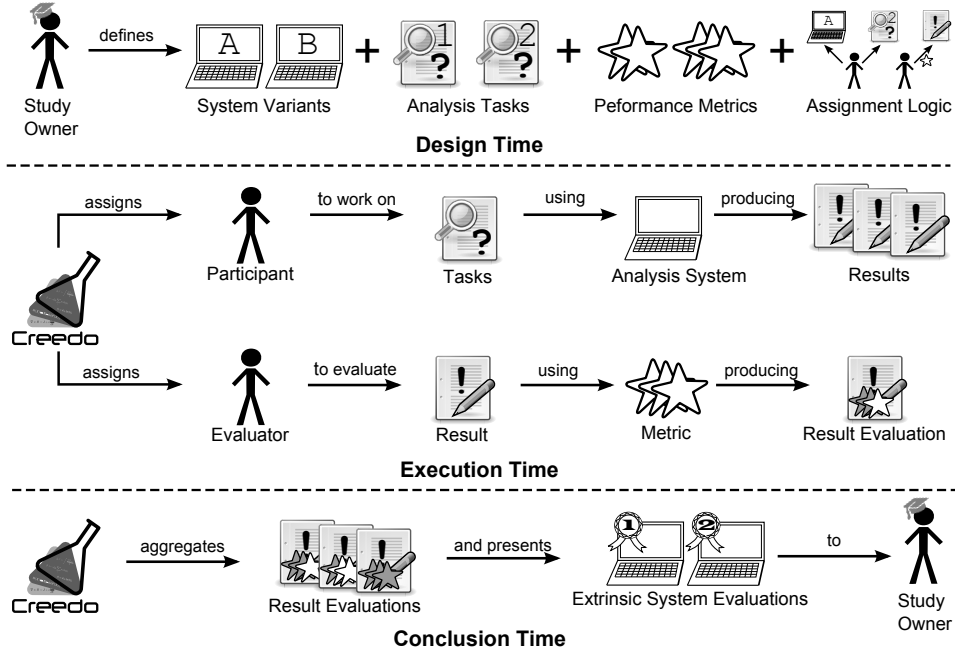 defines
A
B
1
2
A
2
Study
Owner
System Variants
Analysis Tasks
Peformance Metrics
Assignment Logic
Design Time
assigns
to work on
using
producing
Participant
Tasks
Analysis System
Results
Creedo
assigns
to evaluate
using
producing
Evaluator
Result
Metric
Result Evaluation
Execution Time
1
2
aggregates
and presents
to
Creedo
Result Evaluations
Extrinsic System Evaluations
Study
Owner
Conclusion Time